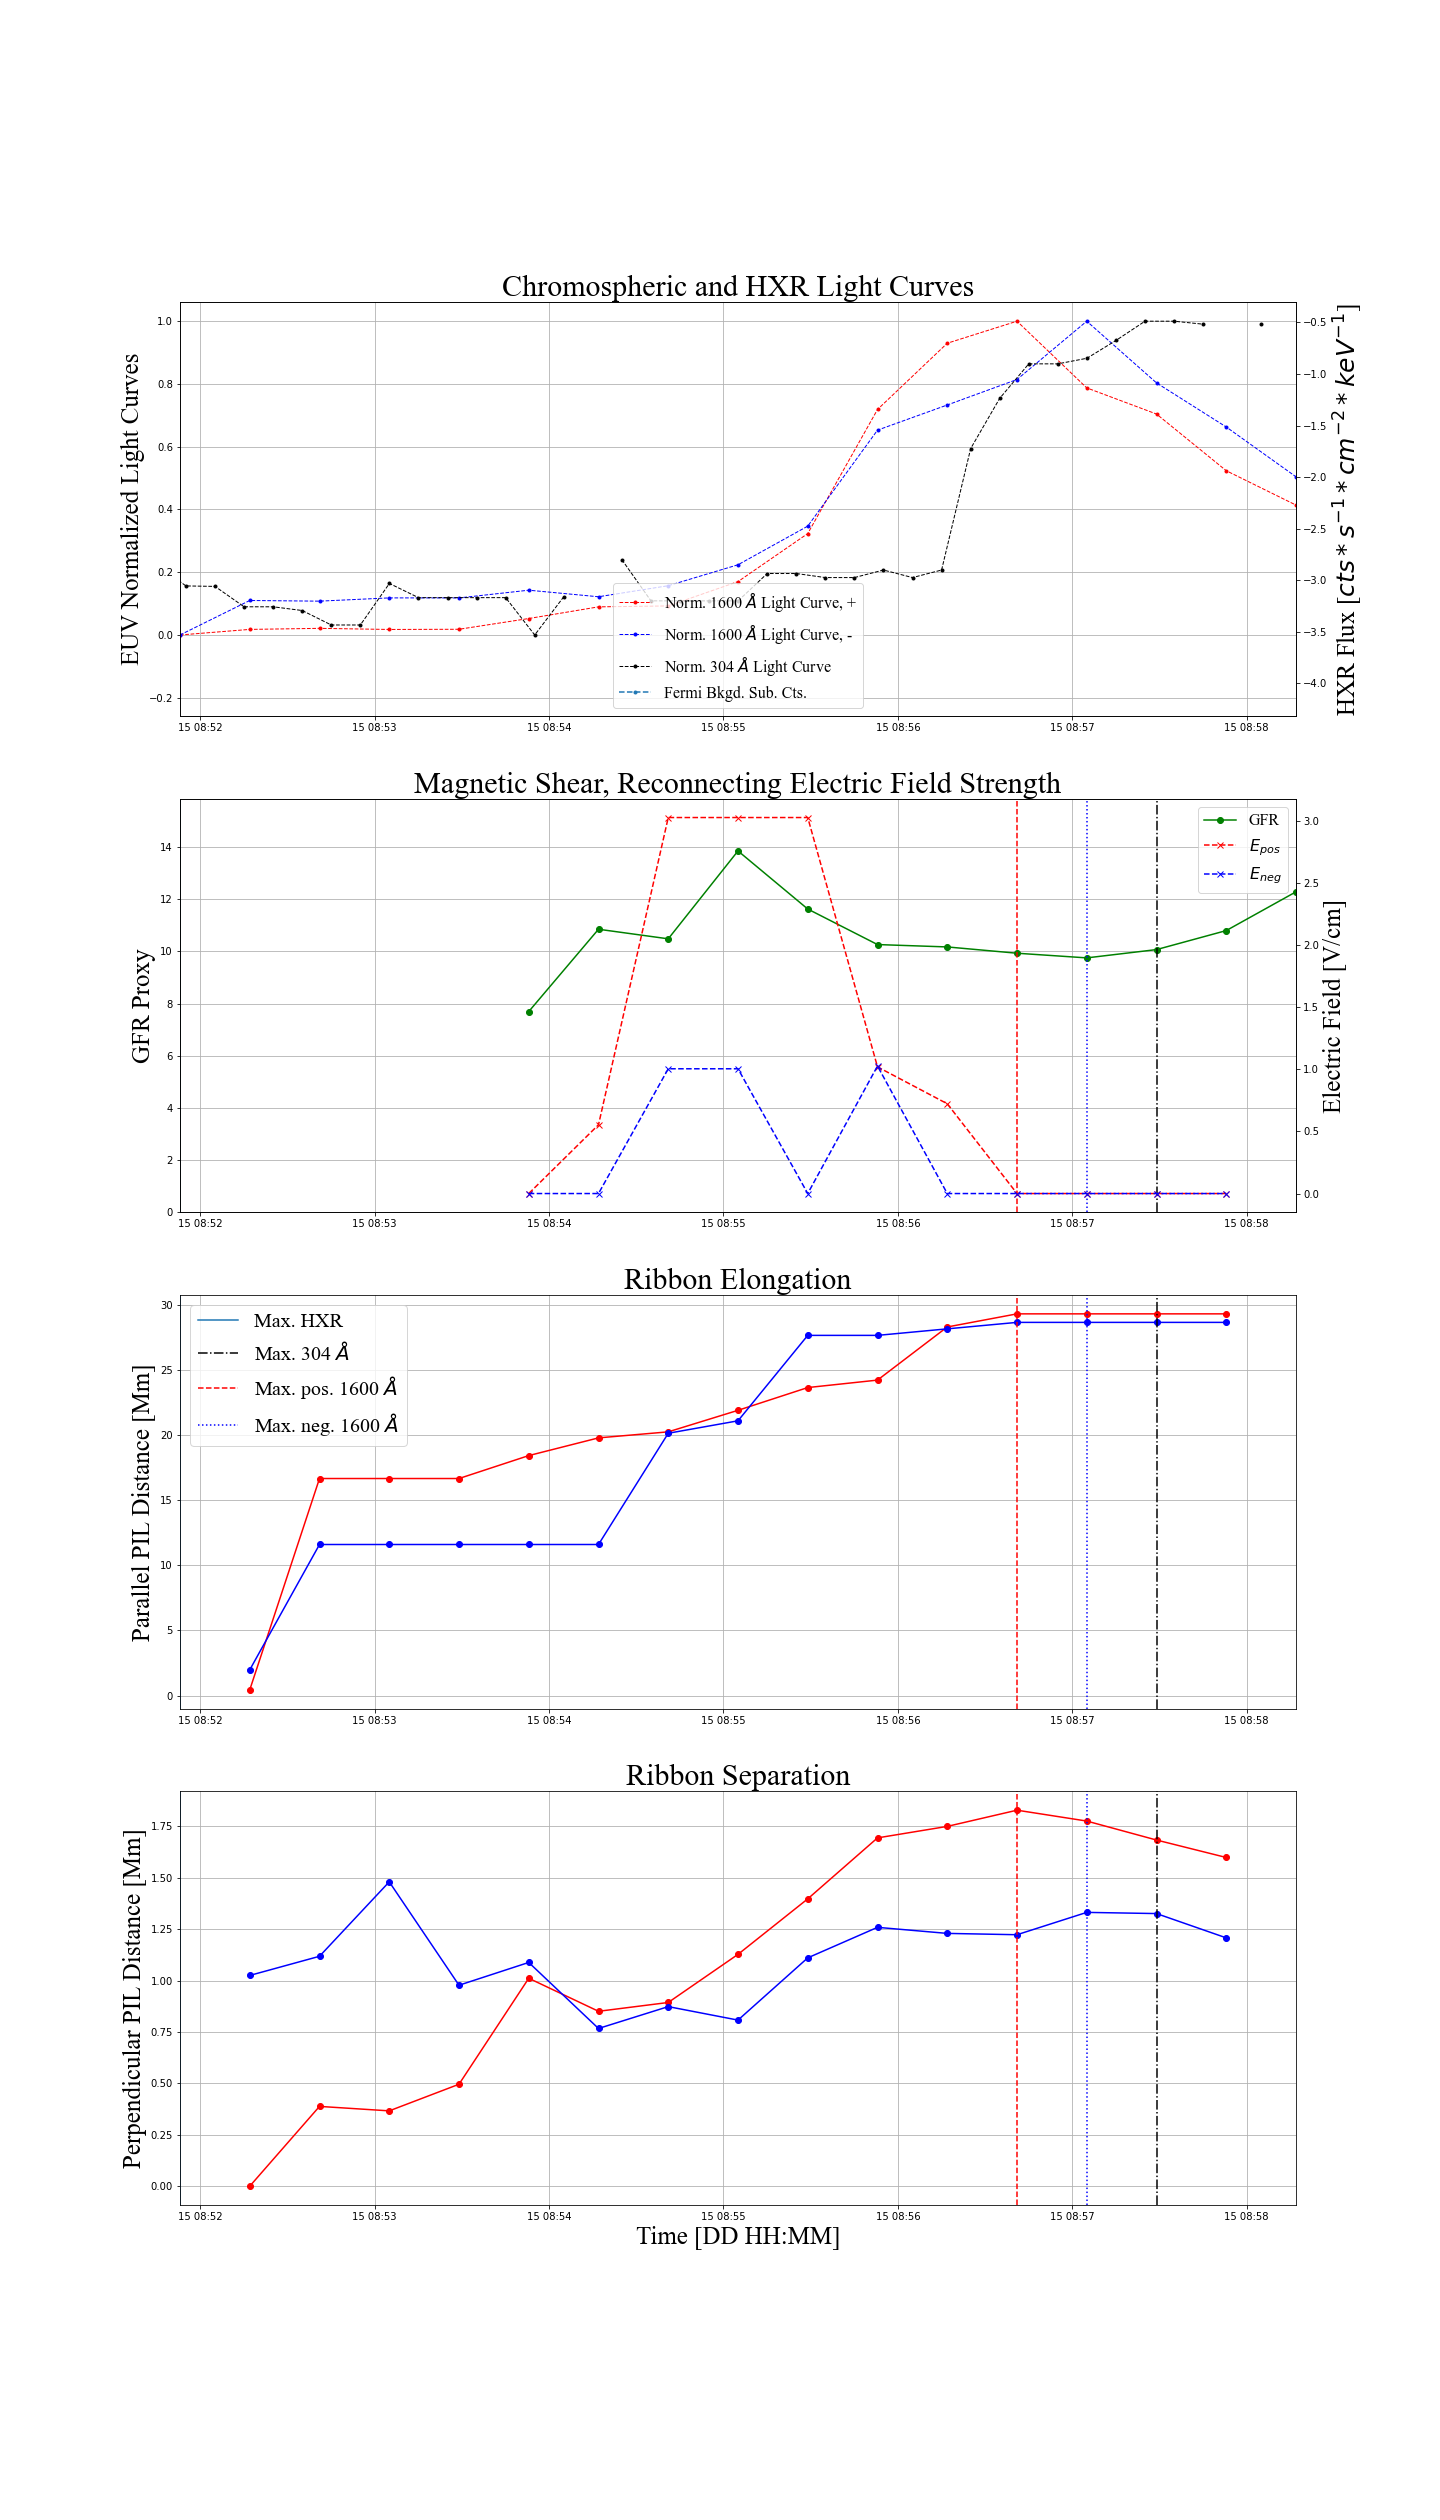 Chromospheric and HXR Light Curves
EUV Normalized Light Curves
1.0
0.8
0.6
0.4
0.2
0.0
−0.2
−0.5
−1.0
−1.5
−2.0
−2.5
−3.0
−3.5
−4.0
HXR Flux [cts * s⁻¹ * cm⁻² * keV⁻¹]
Norm. 1600 Å Light Curve, +
Norm. 1600 Å Light Curve, -
Norm. 304 Å Light Curve
Fermi Bkgd. Sub. Cts.
15 08:52 15 08:53 15 08:54 15 08:55 15 08:56 15 08:57 15 08:58
Magnetic Shear, Reconnecting Electric Field Strength
GFR Proxy
14
12
10
8
6
4
2
0
3.0
2.5
2.0
1.5
1.0
0.5
0.0
Electric Field [V/cm]
GFR
E_pos
E_neg
15 08:52 15 08:53 15 08:54 15 08:55 15 08:56 15 08:57 15 08:58
Ribbon Elongation
Parallel PIL Distance [Mm]
30
25
20
15
10
5
0
Max. HXR
Max. 304 Å
Max. pos. 1600 Å
Max. neg. 1600 Å
15 08:52 15 08:53 15 08:54 15 08:55 15 08:56 15 08:57 15 08:58
Ribbon Separation
Perpendicular PIL Distance [Mm]
1.75
1.50
1.25
1.00
0.75
0.50
0.25
0.00
15 08:52 15 08:53 15 08:54 15 08:55 15 08:56 15 08:57 15 08:58
Time [DD HH:MM]